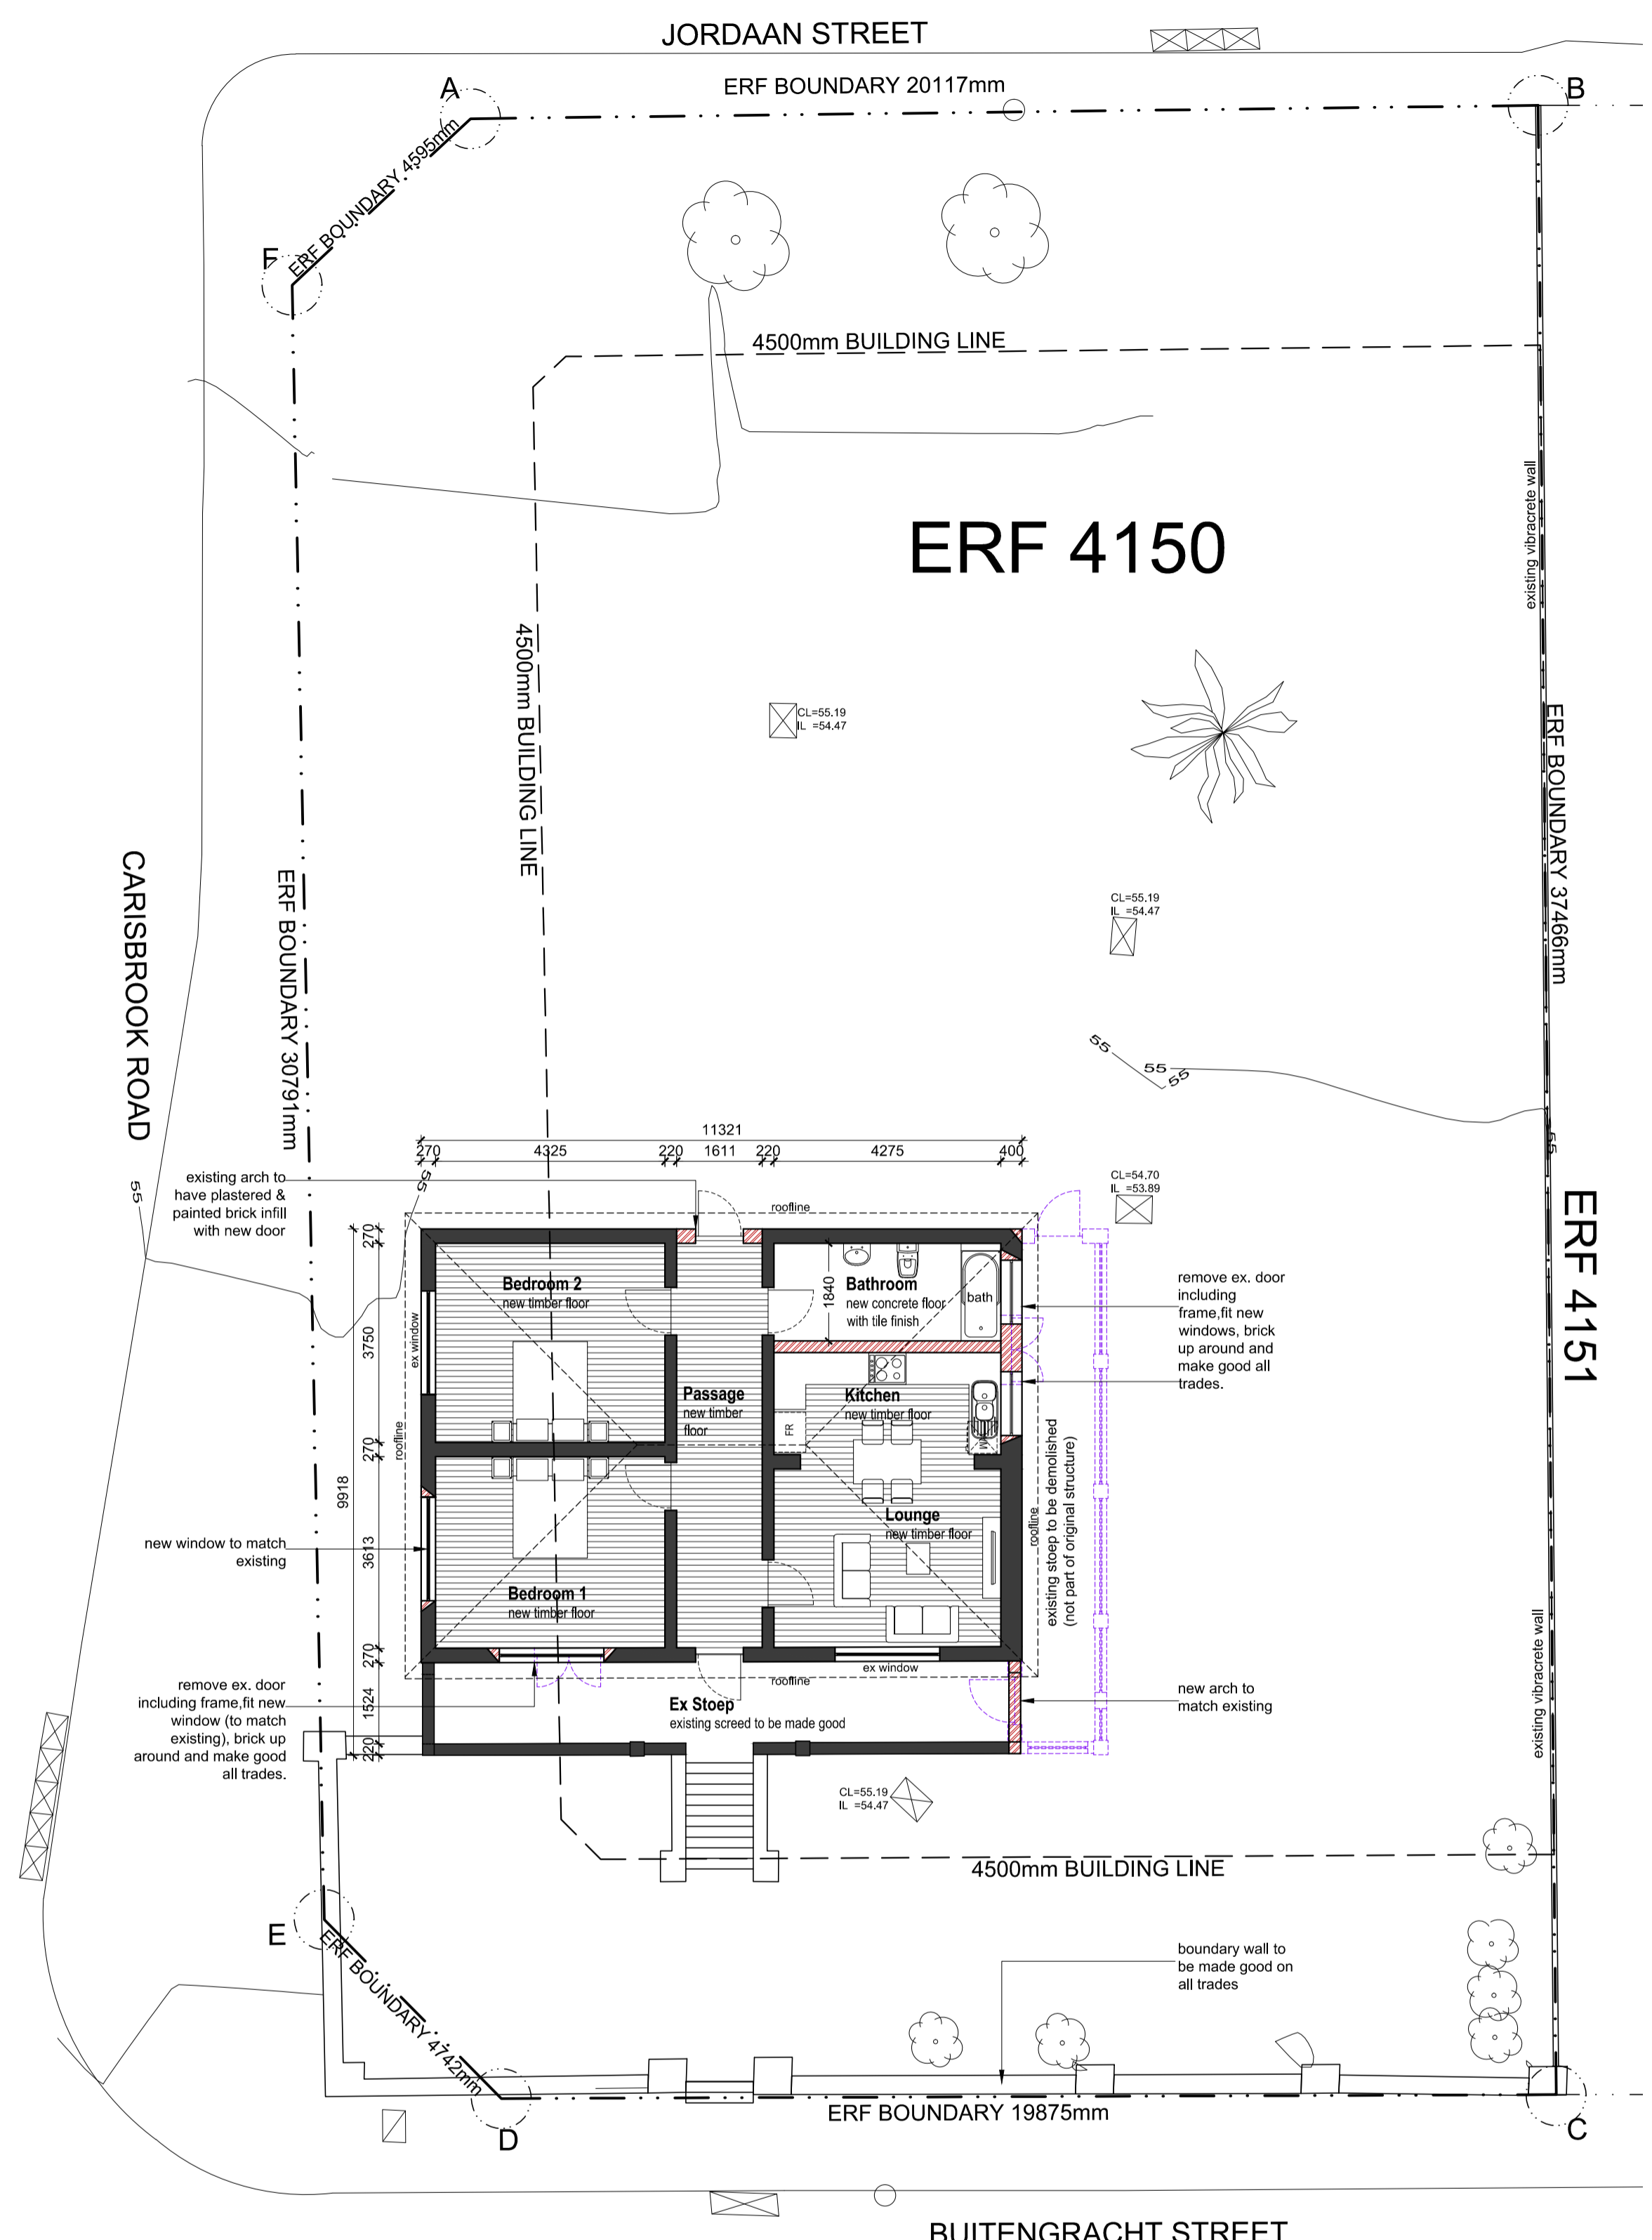 JORDAAN STREET
ERF BOUNDARY 20117mm
A
B
ERF BOUNDARY 4595mm
F
4500mm BUILDING LINE
existing vibracrete wall
ERF 4150
4500mm BUILDING LINE
CL=55.19
IL =54.47
ERF BOUNDARY 37466mm
CARISBROOK ROAD
ERF BOUNDARY 30791mm
CL=55.19
IL =54.47
55
55
55
55
11321
270
4325
220
1611
220
4275
400
existing arch to
have plastered &
painted brick infill
with new door
55
55
CL=54.70
IL =53.89
ERF 4151
roofline
270
3750
270
9918
3613
270
1524
220
ex window
roofline
Bedroom 2
new timber floor
1840
Bathroom
new concrete floor
with tile finish
bath
remove ex. door
including
frame,fit new
windows, brick
up around and
make good all
trades.
Passage
new timber
floor
Kitchen
new timber floor
FR
existing stoep to be demolished
(not part of original structure)
roofline
Lounge
new timber floor
new window to match
existing
Bedroom 1
new timber floor
ex window
roofline
remove ex. door
including frame,fit new
window (to match
existing), brick up
around and make good
all trades.
Ex Stoep
existing screed to be made good
new arch to
match existing
existing vibracrete wall
CL=55.19
IL =54.47
4500mm BUILDING LINE
E
ERF BOUNDARY 4742mm
boundary wall to
be made good on
all trades
ERF BOUNDARY 19875mm
D
C
BUITENGRACHT STREET